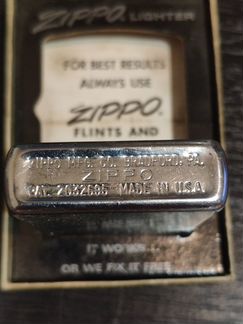 ZIPPO LIGHTER
FOR BEST RESULTS
ALWAYS USE
ZIPPO
FLINTS AND
ZIPPO MFG. CO. BRADFORD, PA.
ZIPPO
PAT. 2032695 MADE IN U.S.A.
IT WORKS
OR WE FIX IT FREE